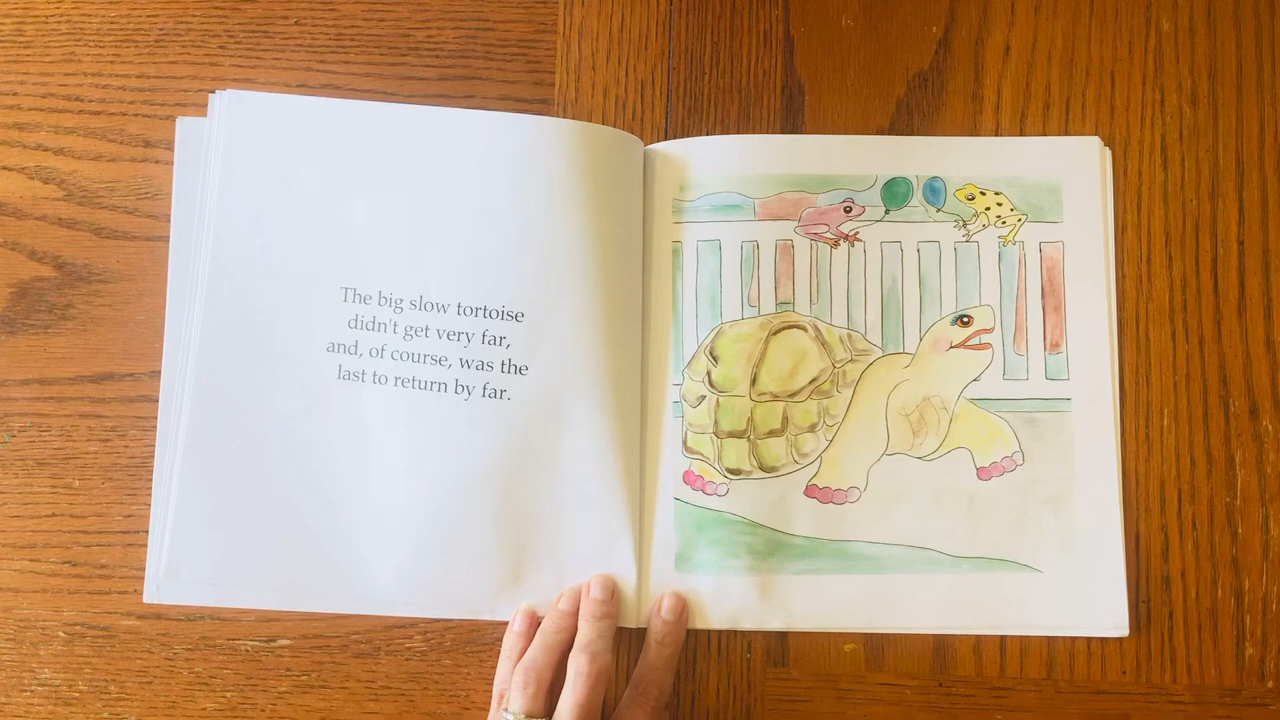 The big slow tortoise
didn't get very far,
and, of course, was the
last to return by far.